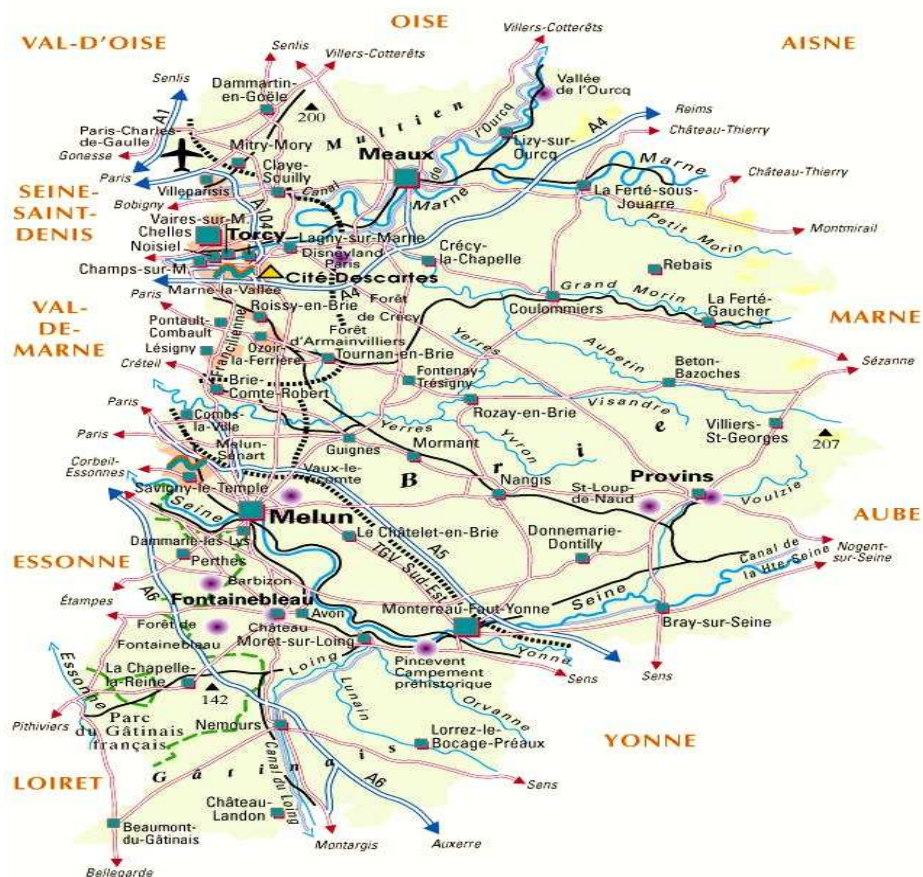 OISE
VAL-D'OISE
AISNE
Senlis
Villers-Cotterêts
Villers-Cotterêts
Senlis
Dammartin-
en-Goële
200
Multien
Vallée
de l'Ourcq
Reims
A1
Paris-Charles-
de-Gaulle
Gonesse
Mitry-Mory
l'Ourcq
Lizy-sur-
Ourcq
A4
Château-Thierry
Meaux
Claye-
Souilly
Canal
de
Marne
Marne
Paris
Villeparisis
La Ferté-sous-
Jouarre
Château-Thierry
SEINE-
SAINT-
DENIS
Bobigny
A104
Montmirail
Vaires-sur-M.
Chelles
Torcy
Noisiel
Lagny-sur-Marne
Disneyland
Paris
Crécy-
la-Chapelle
Petit Morin
Rebais
Champs-sur-M.
Cité-Descartes
Marne-la-Vallée
A4
Grand Morin
La Ferté-
Gaucher
Paris
Roissy-en-Brie
Forêt
de Crécy
Coulommiers
VAL-
DE-
MARNE
MARNE
Pontault-
Combault
Forêt
d'Armainvilliers
Lésigny
Francilienne
Ozoir-
la-Ferrière
Tournan-en-Brie
Yerres
Aubetin
Créteil
Fontenay-
Trésigny
Beton-
Bazoches
Sézanne
Brie-
Comte-Robert
Rozay-en-Brie
Visandre
Paris
Combs-
la-Ville
Yerres
Villiers-
St-Georges
207
Paris
Melun-
Sénart
Guignes
Mormant
Yvron
Brie
Corbeil-
Essonnes
Savigny-le-Temple
Vaux-le-
Vicomte
Nangis
St-Loup-
de-Naud
Provins
Voulzie
Seine
Melun
AUBE
Dammarie-les-Lys
Le Châtelet-en-Brie
A5
Donnemarie-
Dontilly
Nogent-
sur-Seine
ESSONNE
Perthes
TGV Sud-Est
Canal de
la Hte-Seine
Barbizon
Étampes
A6
Fontainebleau
Avon
Montereau-Faut-Yonne
Seine
Bray-sur-Seine
Forêt de
Fontainebleau
Château
Moret-sur-Loing
Yonne
La Chapelle-
la-Reine
Loing
Pincevent
Campement
préhistorique
Sens
Sens
Essonne
142
Lunain
Orvanne
Pithiviers
Parc
du Gâtinais
français
Nemours
Lorrez-le-
Bocage-Préaux
YONNE
LOIRET
Gâtinais
Canal du Loing
A6
Sens
Château-
Landon
Beaumont-
du-Gâtinais
Montargis
Auxerre
Bellegarde